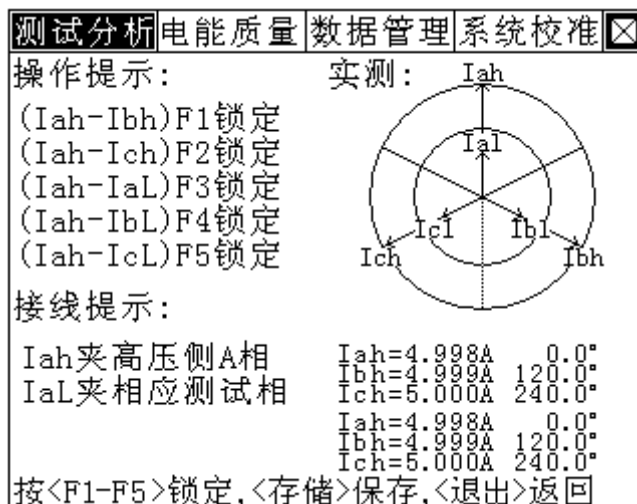 测试分析 电能质量 数据管理 系统校准
操作提示:
(Iah-Ibh)F1锁定
(Iah-Ich)F2锁定
(Iah-IaL)F3锁定
(Iah-IbL)F4锁定
(Iah-IcL)F5锁定
接线提示:
Iah夹高压侧A相
IaL夹相应测试相
实测:
Iah
Ial
Icl Ibl
Ich Ibh
Iah=4.998A 0.0°
Ibh=4.999A 120.0°
Ich=5.000A 240.0°
Iah=4.998A 0.0°
Ibh=4.999A 120.0°
Ich=5.000A 240.0°
按<F1-F5>锁定,<存储>保存,<退出>返回